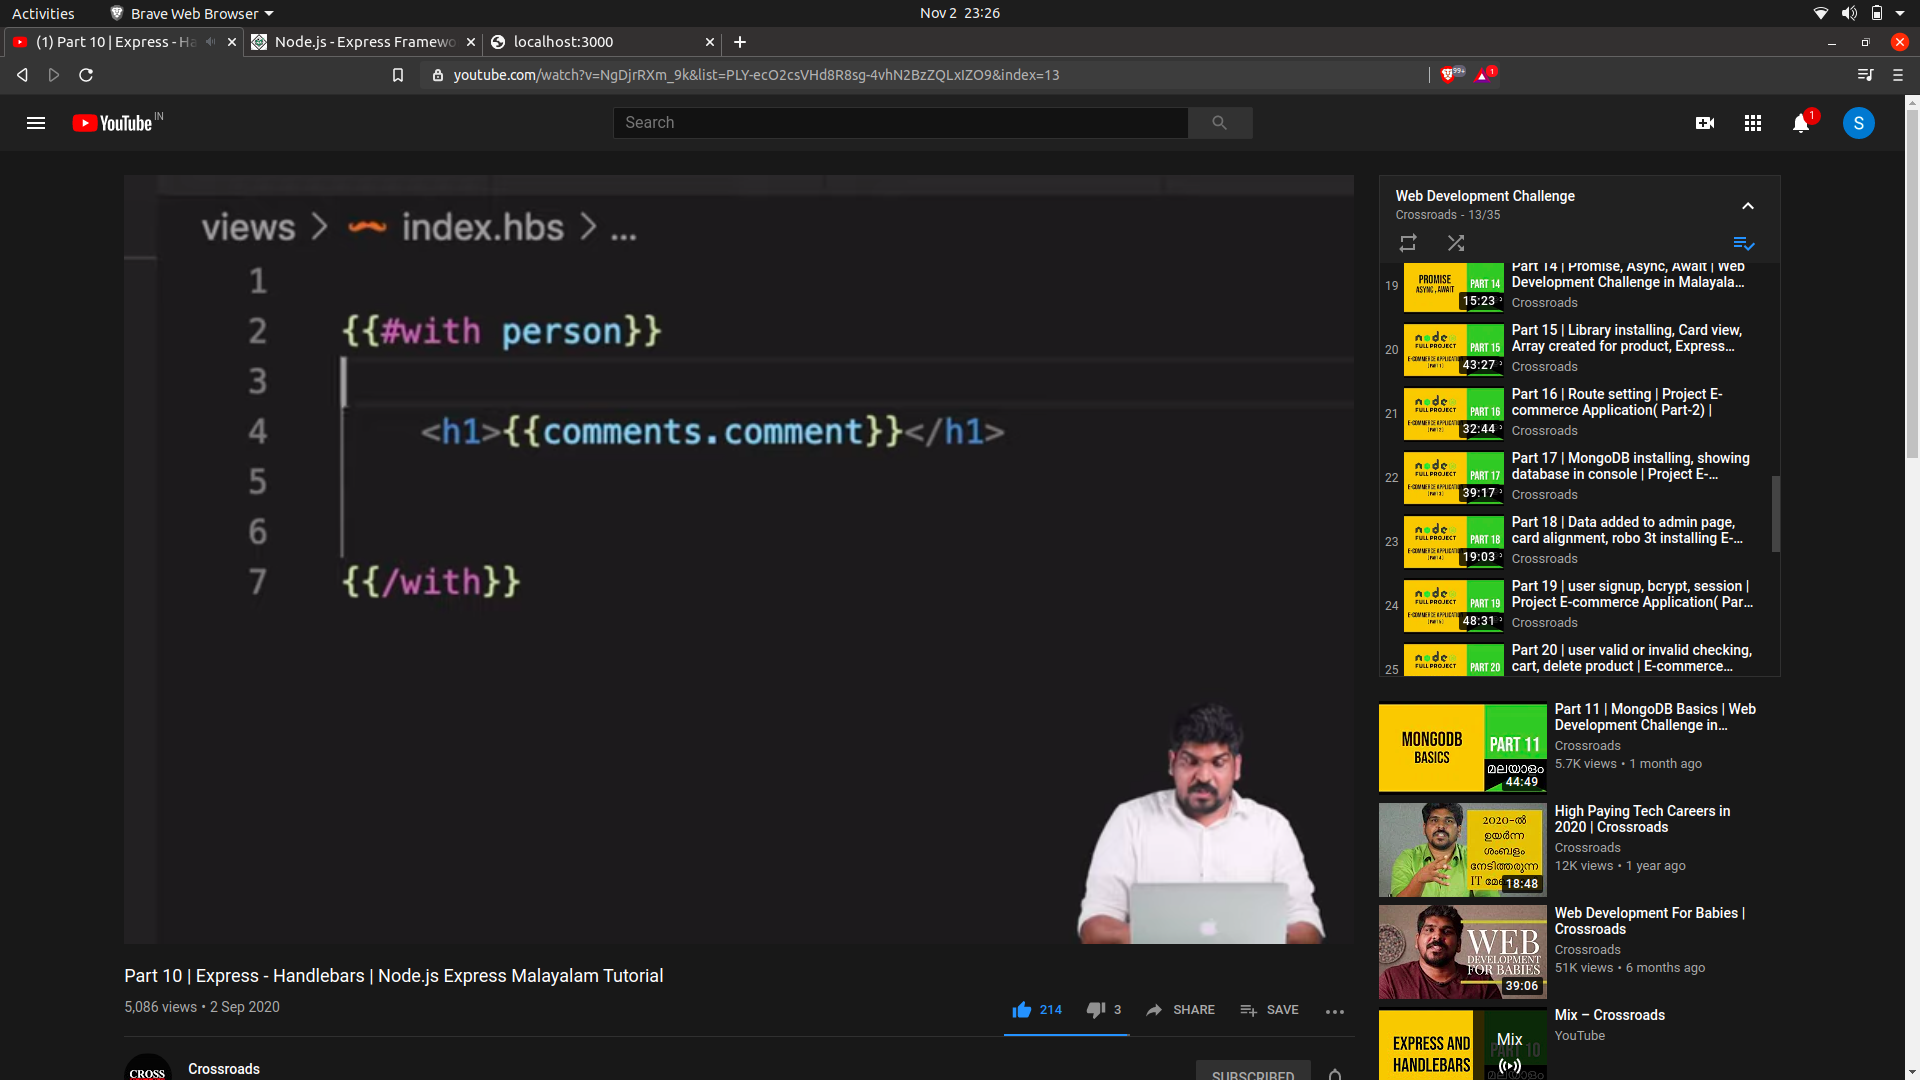 Activities
Brave Web Browser
Nov 2 23:26
(1) Part 10 | Express - Ha
Node.js - Express Framewo
localhost:3000
youtube.com/watch?v=NgDjrRXm_9k&list=PLY-ecO2csVHd8R8sg-4vhN2BzZQLxIZO9&index=13
99+
1
YouTube IN
Search
1
S
views > index.hbs > ...
1
2 {{#with person}}
3
4 <h1>{{comments.comment}}</h1>
5
6
7 {{/with}}
Part 10 | Express - Handlebars | Node.js Express Malayalam Tutorial
5,086 views • 2 Sep 2020
214
3
SHARE
SAVE
CROSS
Crossroads
SUBSCRIBED
Web Development Challenge
Crossroads - 13/35
19
PROMISE
ASYNC , AWAIT
PART 14
15:23
Part 14 | Promise, Async, Await | Web
Development Challenge in Malayala...
Crossroads
20
node
FULL PROJECT
PART 15
43:27
Part 15 | Library installing, Card view,
Array created for product, Express...
Crossroads
21
node
FULL PROJECT
PART 16
32:44
Part 16 | Route setting | Project E-
commerce Application( Part-2) |
Crossroads
22
node
FULL PROJECT
PART 17
39:17
Part 17 | MongoDB installing, showing
database in console | Project E-...
Crossroads
23
node
FULL PROJECT
PART 18
19:03
Part 18 | Data added to admin page,
card alignment, robo 3t installing E-...
Crossroads
24
node
FULL PROJECT
PART 19
48:31
Part 19 | user signup, bcrypt, session |
Project E-commerce Application( Par...
Crossroads
25
node
FULL PROJECT
PART 20
Part 20 | user valid or invalid checking,
cart, delete product | E-commerce...
MONGODB
BASICS
PART 11
മലയാളം
44:49
Part 11 | MongoDB Basics | Web
Development Challenge in...
Crossroads
5.7K views • 1 month ago
2020-ൽ
ഉയർന്ന
ശംബളം
നേടിത്തരുന്ന
IT
18:48
High Paying Tech Careers in
2020 | Crossroads
Crossroads
12K views • 1 year ago
WEB
DEVELOPMENT
FOR BABIES
39:06
Web Development For Babies |
Crossroads
Crossroads
51K views • 6 months ago
EXPRESS AND
HANDLEBARS
PART 10
Mix
Mix – Crossroads
YouTube